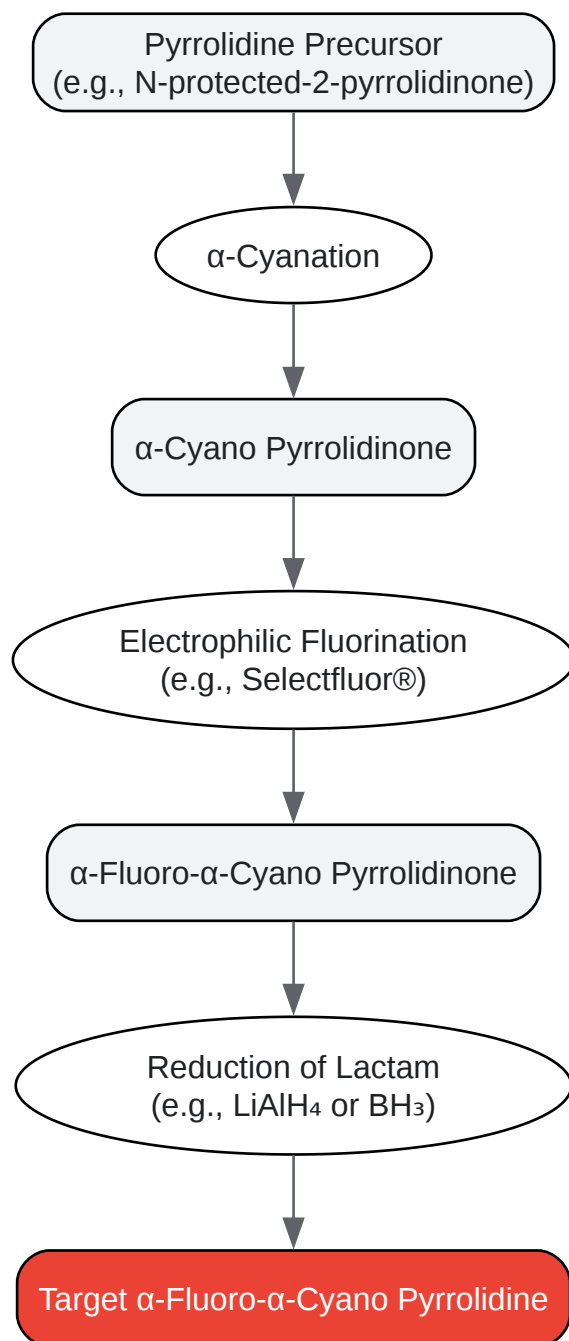 Pyrrolidine Precursor
(e.g., N-protected-2-pyrrolidinone)
α-Cyanation
α-Cyano Pyrrolidinone
Electrophilic Fluorination
(e.g., Selectfluor®)
α-Fluoro-α-Cyano Pyrrolidinone
Reduction of Lactam
(e.g., LiAlH₄ or BH₃)
Target α-Fluoro-α-Cyano Pyrrolidine